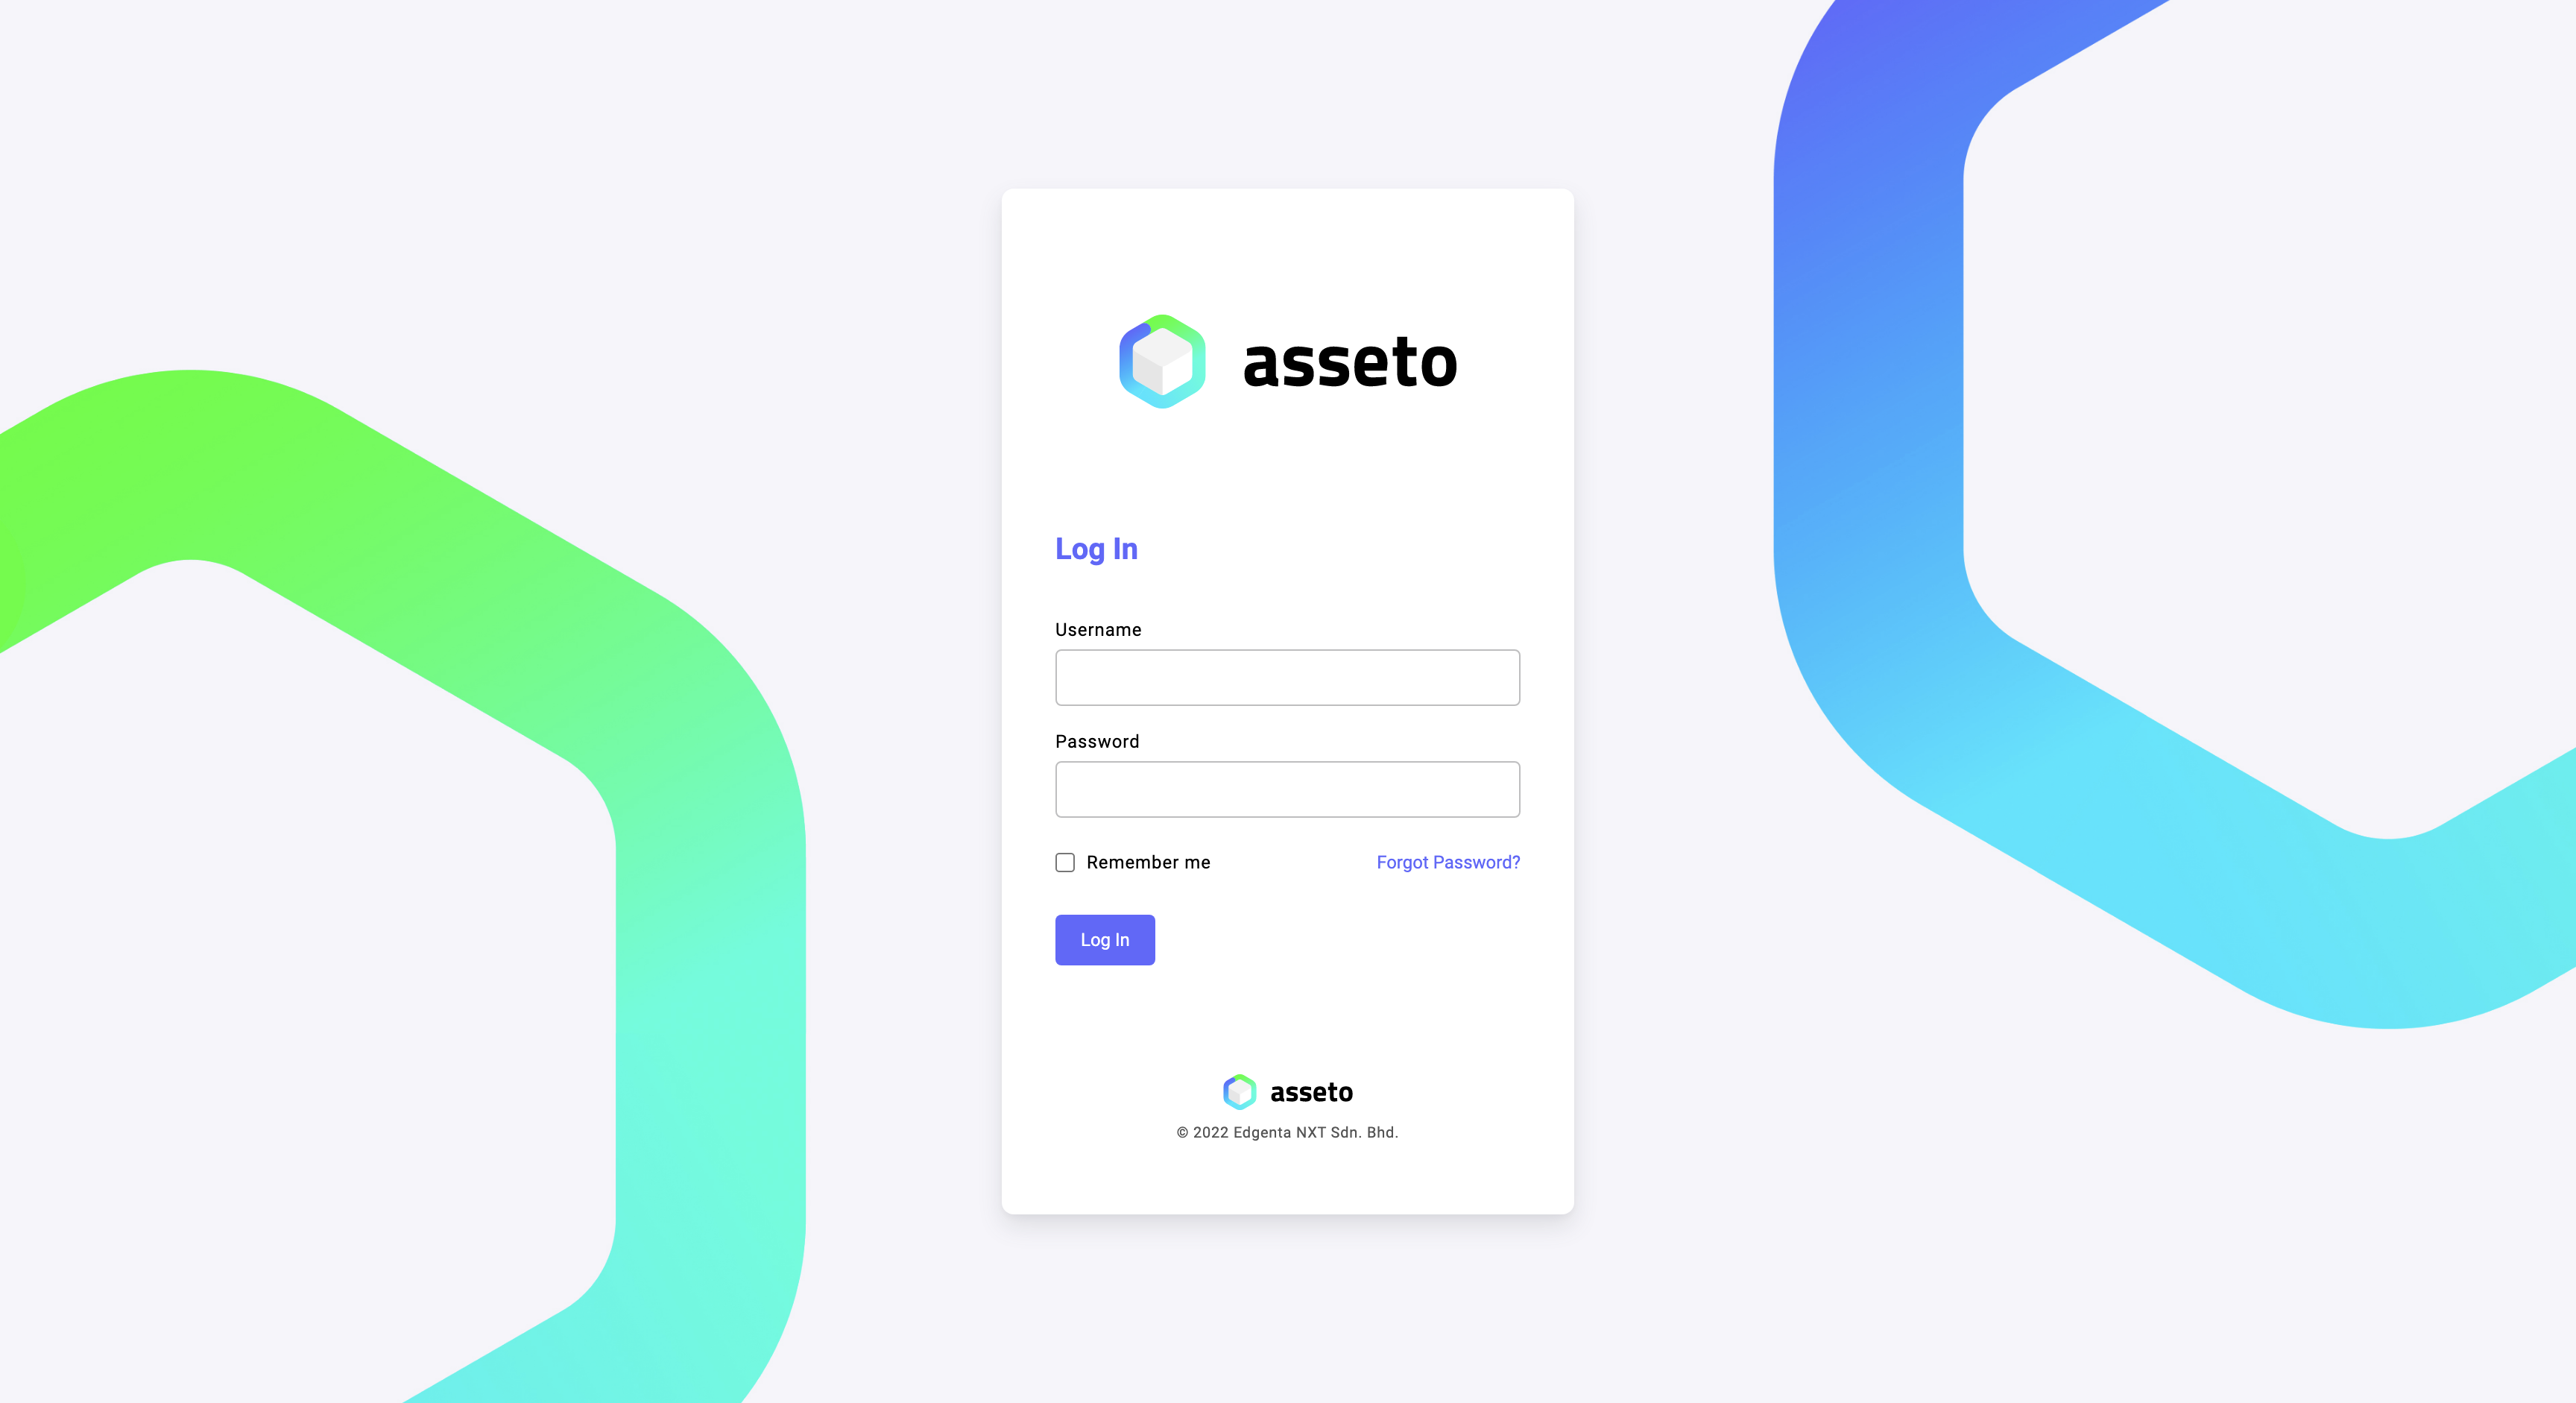 asseto
Log In
Username
Password
Remember me Forgot Password?
Log In
asseto
© 2022 Edgenta NXT Sdn. Bhd.